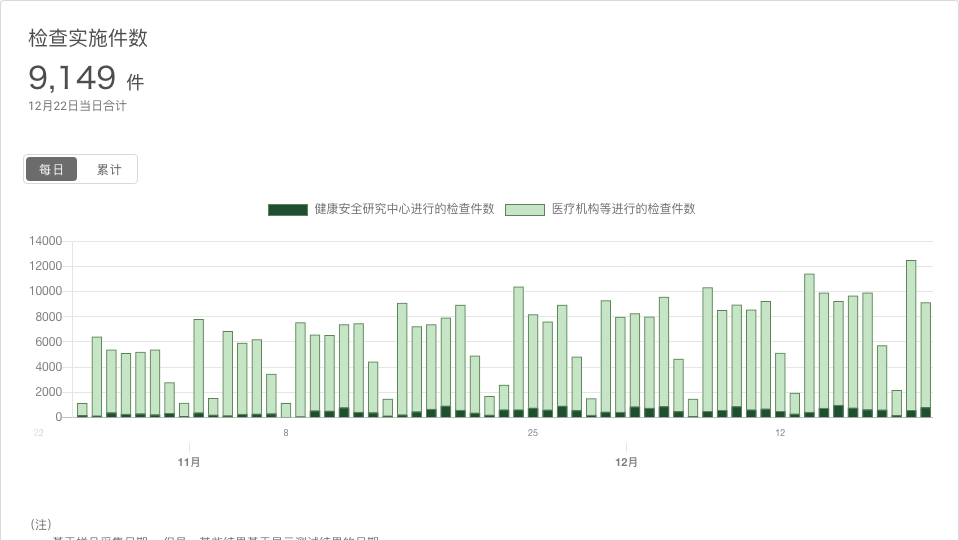 检查实施件数
9,149 件
12月22日当日合计
每日 累计
健康安全研究中心进行的检查件数 医疗机构等进行的检查件数
14000
12000
10000
8000
6000
4000
2000
0
22 8 25 12
11月 12月
（注）